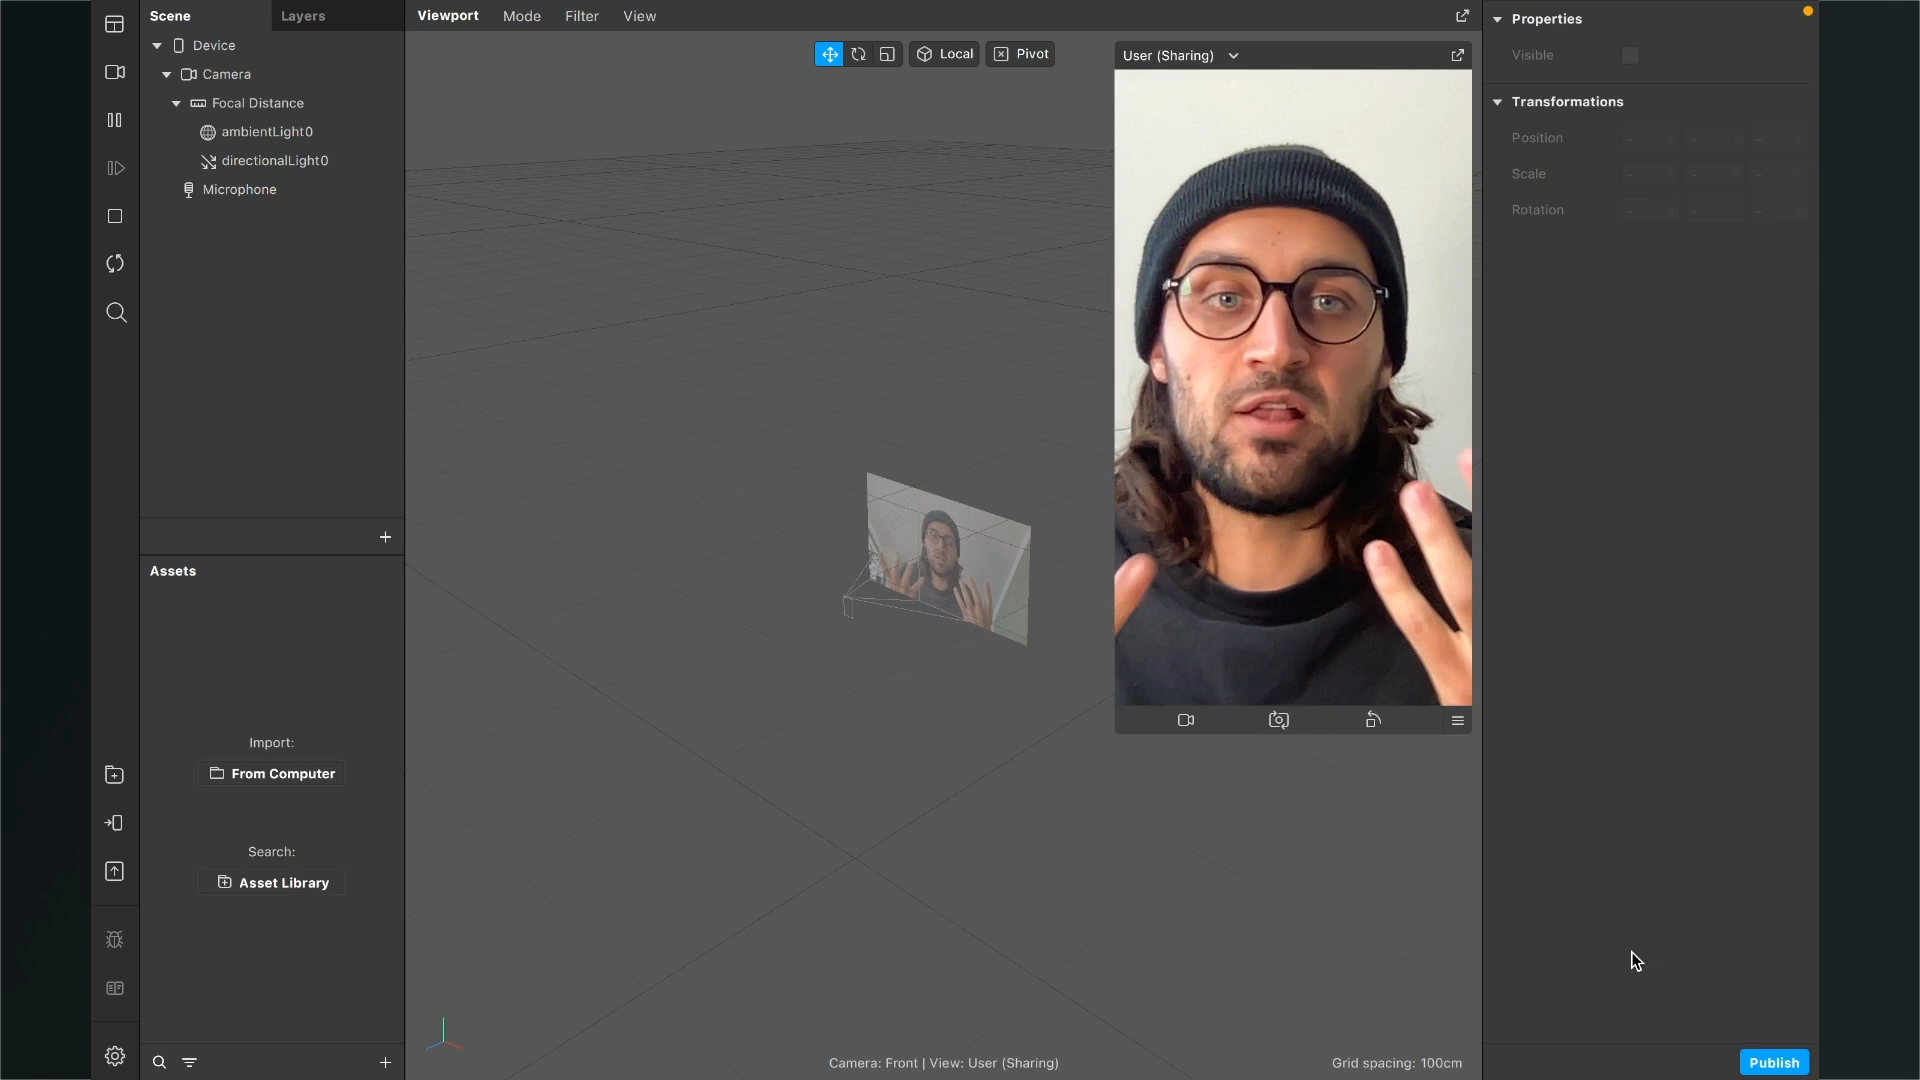 Scene
Layers
Device
Camera
Focal Distance
ambientLight0
directionalLight0
Microphone
Assets
Import:
From Computer
Search:
Asset Library
Viewport
Mode
Filter
View
Local
Pivot
User (Sharing)
Camera: Front | View: User (Sharing)
Grid spacing: 100cm
Properties
Visible
Transformations
Position
Scale
Rotation
Publish